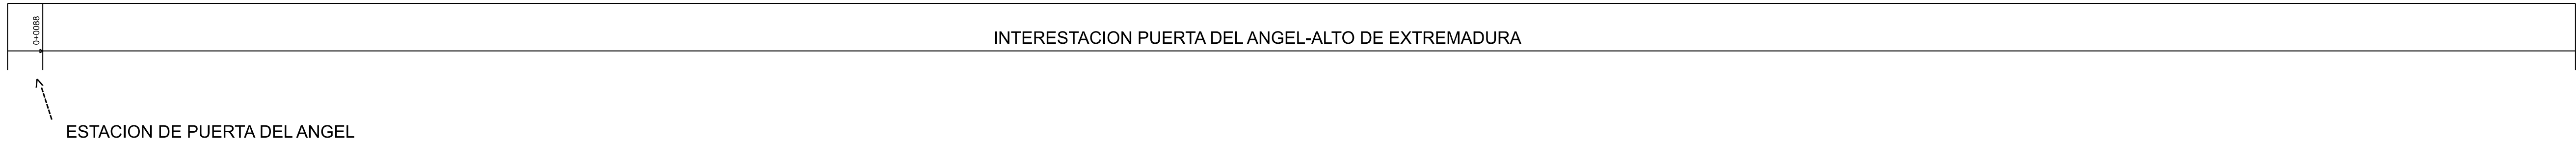 0+0088
INTERESTACION PUERTA DEL ANGEL-ALTO DE EXTREMADURA
ESTACION DE PUERTA DEL ANGEL